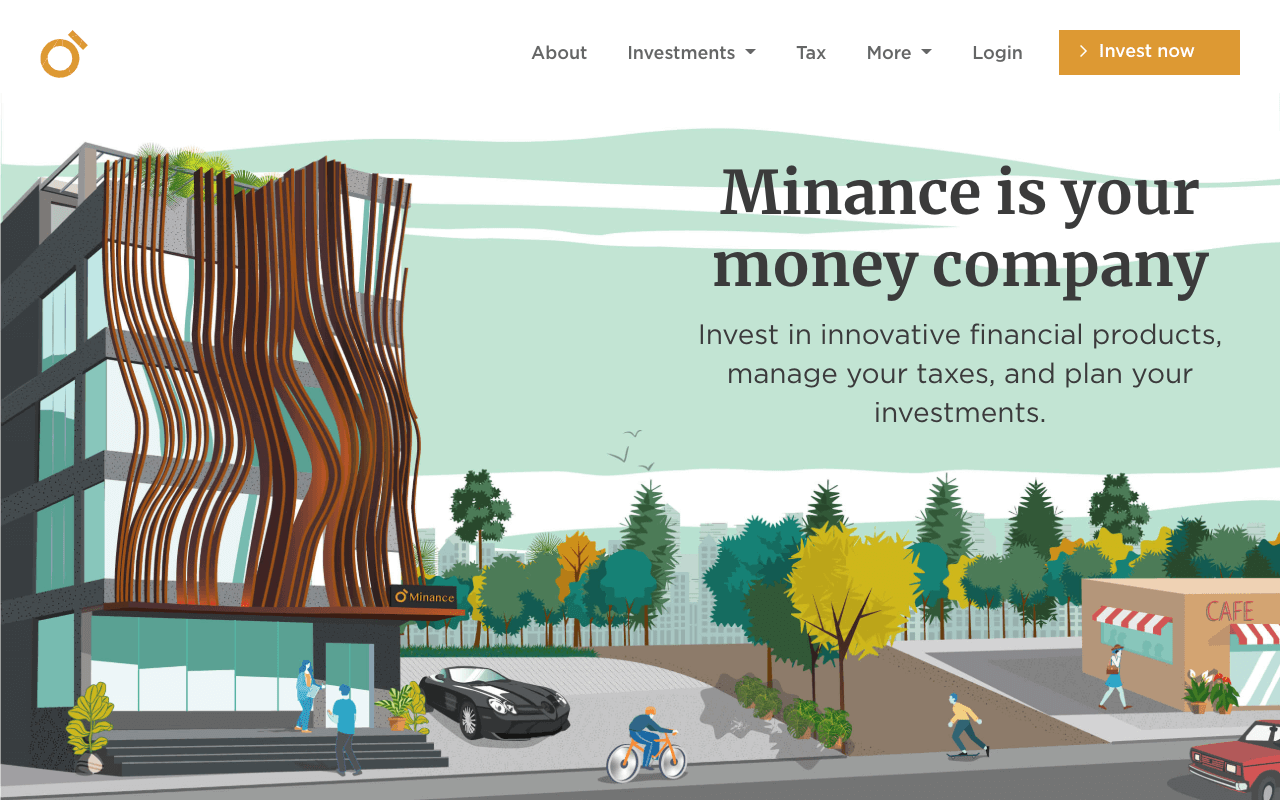 About Investments Tax More Login Invest now
Minance is your
money company
Invest in innovative financial products,
manage your taxes, and plan your
investments.
Minance
CAFE